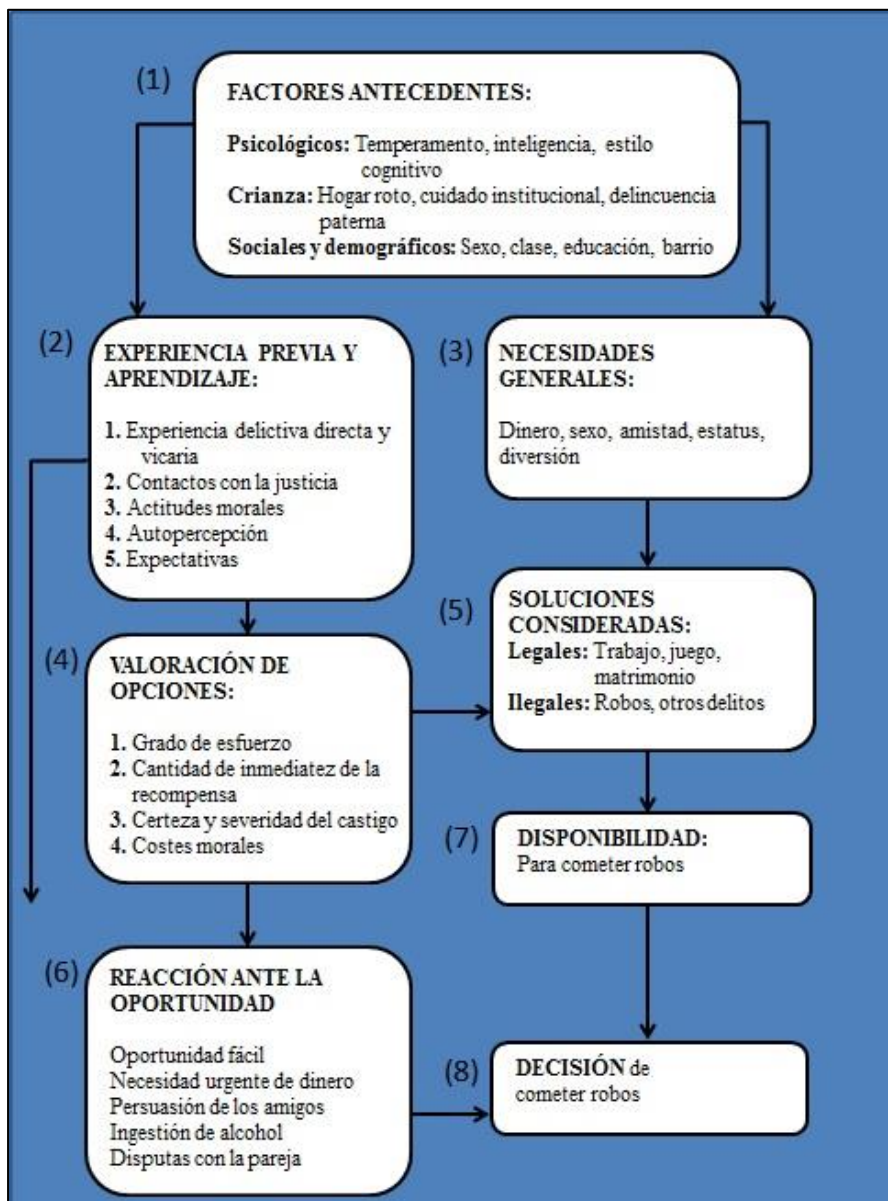 (1)
FACTORES ANTECEDENTES:
Psicológicos: Temperamento, inteligencia, estilo
cognitivo
Crianza: Hogar roto, cuidado institucional, delincuencia
paterna
Sociales y demográficos: Sexo, clase, educación, barrio
(2)
EXPERIENCIA PREVIA Y
APRENDIZAJE:
1. Experiencia delictiva directa y
vicaria
2. Contactos con la justicia
3. Actitudes morales
4. Autopercepción
5. Expectativas
(3)
NECESIDADES
GENERALES:
Dinero, sexo, amistad, estatus,
diversión
(4)
VALORACIÓN DE
OPCIONES:
1. Grado de esfuerzo
2. Cantidad de inmediatez de la
recompensa
3. Certeza y severidad del castigo
4. Costes morales
(5)
SOLUCIONES
CONSIDERADAS:
Legales: Trabajo, juego,
matrimonio
Ilegales: Robos, otros delitos
(6)
REACCIÓN ANTE LA
OPORTUNIDAD
Oportunidad fácil
Necesidad urgente de dinero
Persuasión de los amigos
Ingestión de alcohol
Disputas con la pareja
(7)
DISPONIBILIDAD:
Para cometer robos
(8)
DECISIÓN de
cometer robos